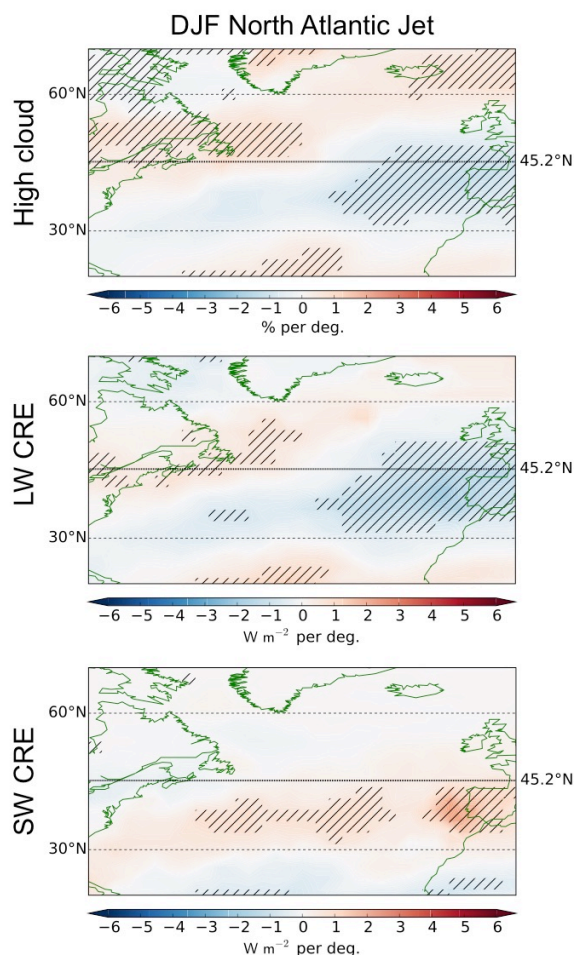 DJF North Atlantic Jet
High cloud
60°N
45.2°N
30°N
−6 −5 −4 −3 −2 −1 0 1 2 3 4 5 6
% per deg.
LW CRE
60°N
45.2°N
30°N
−6 −5 −4 −3 −2 −1 0 1 2 3 4 5 6
W m⁻² per deg.
SW CRE
60°N
45.2°N
30°N
−6 −5 −4 −3 −2 −1 0 1 2 3 4 5 6
W m⁻² per deg.